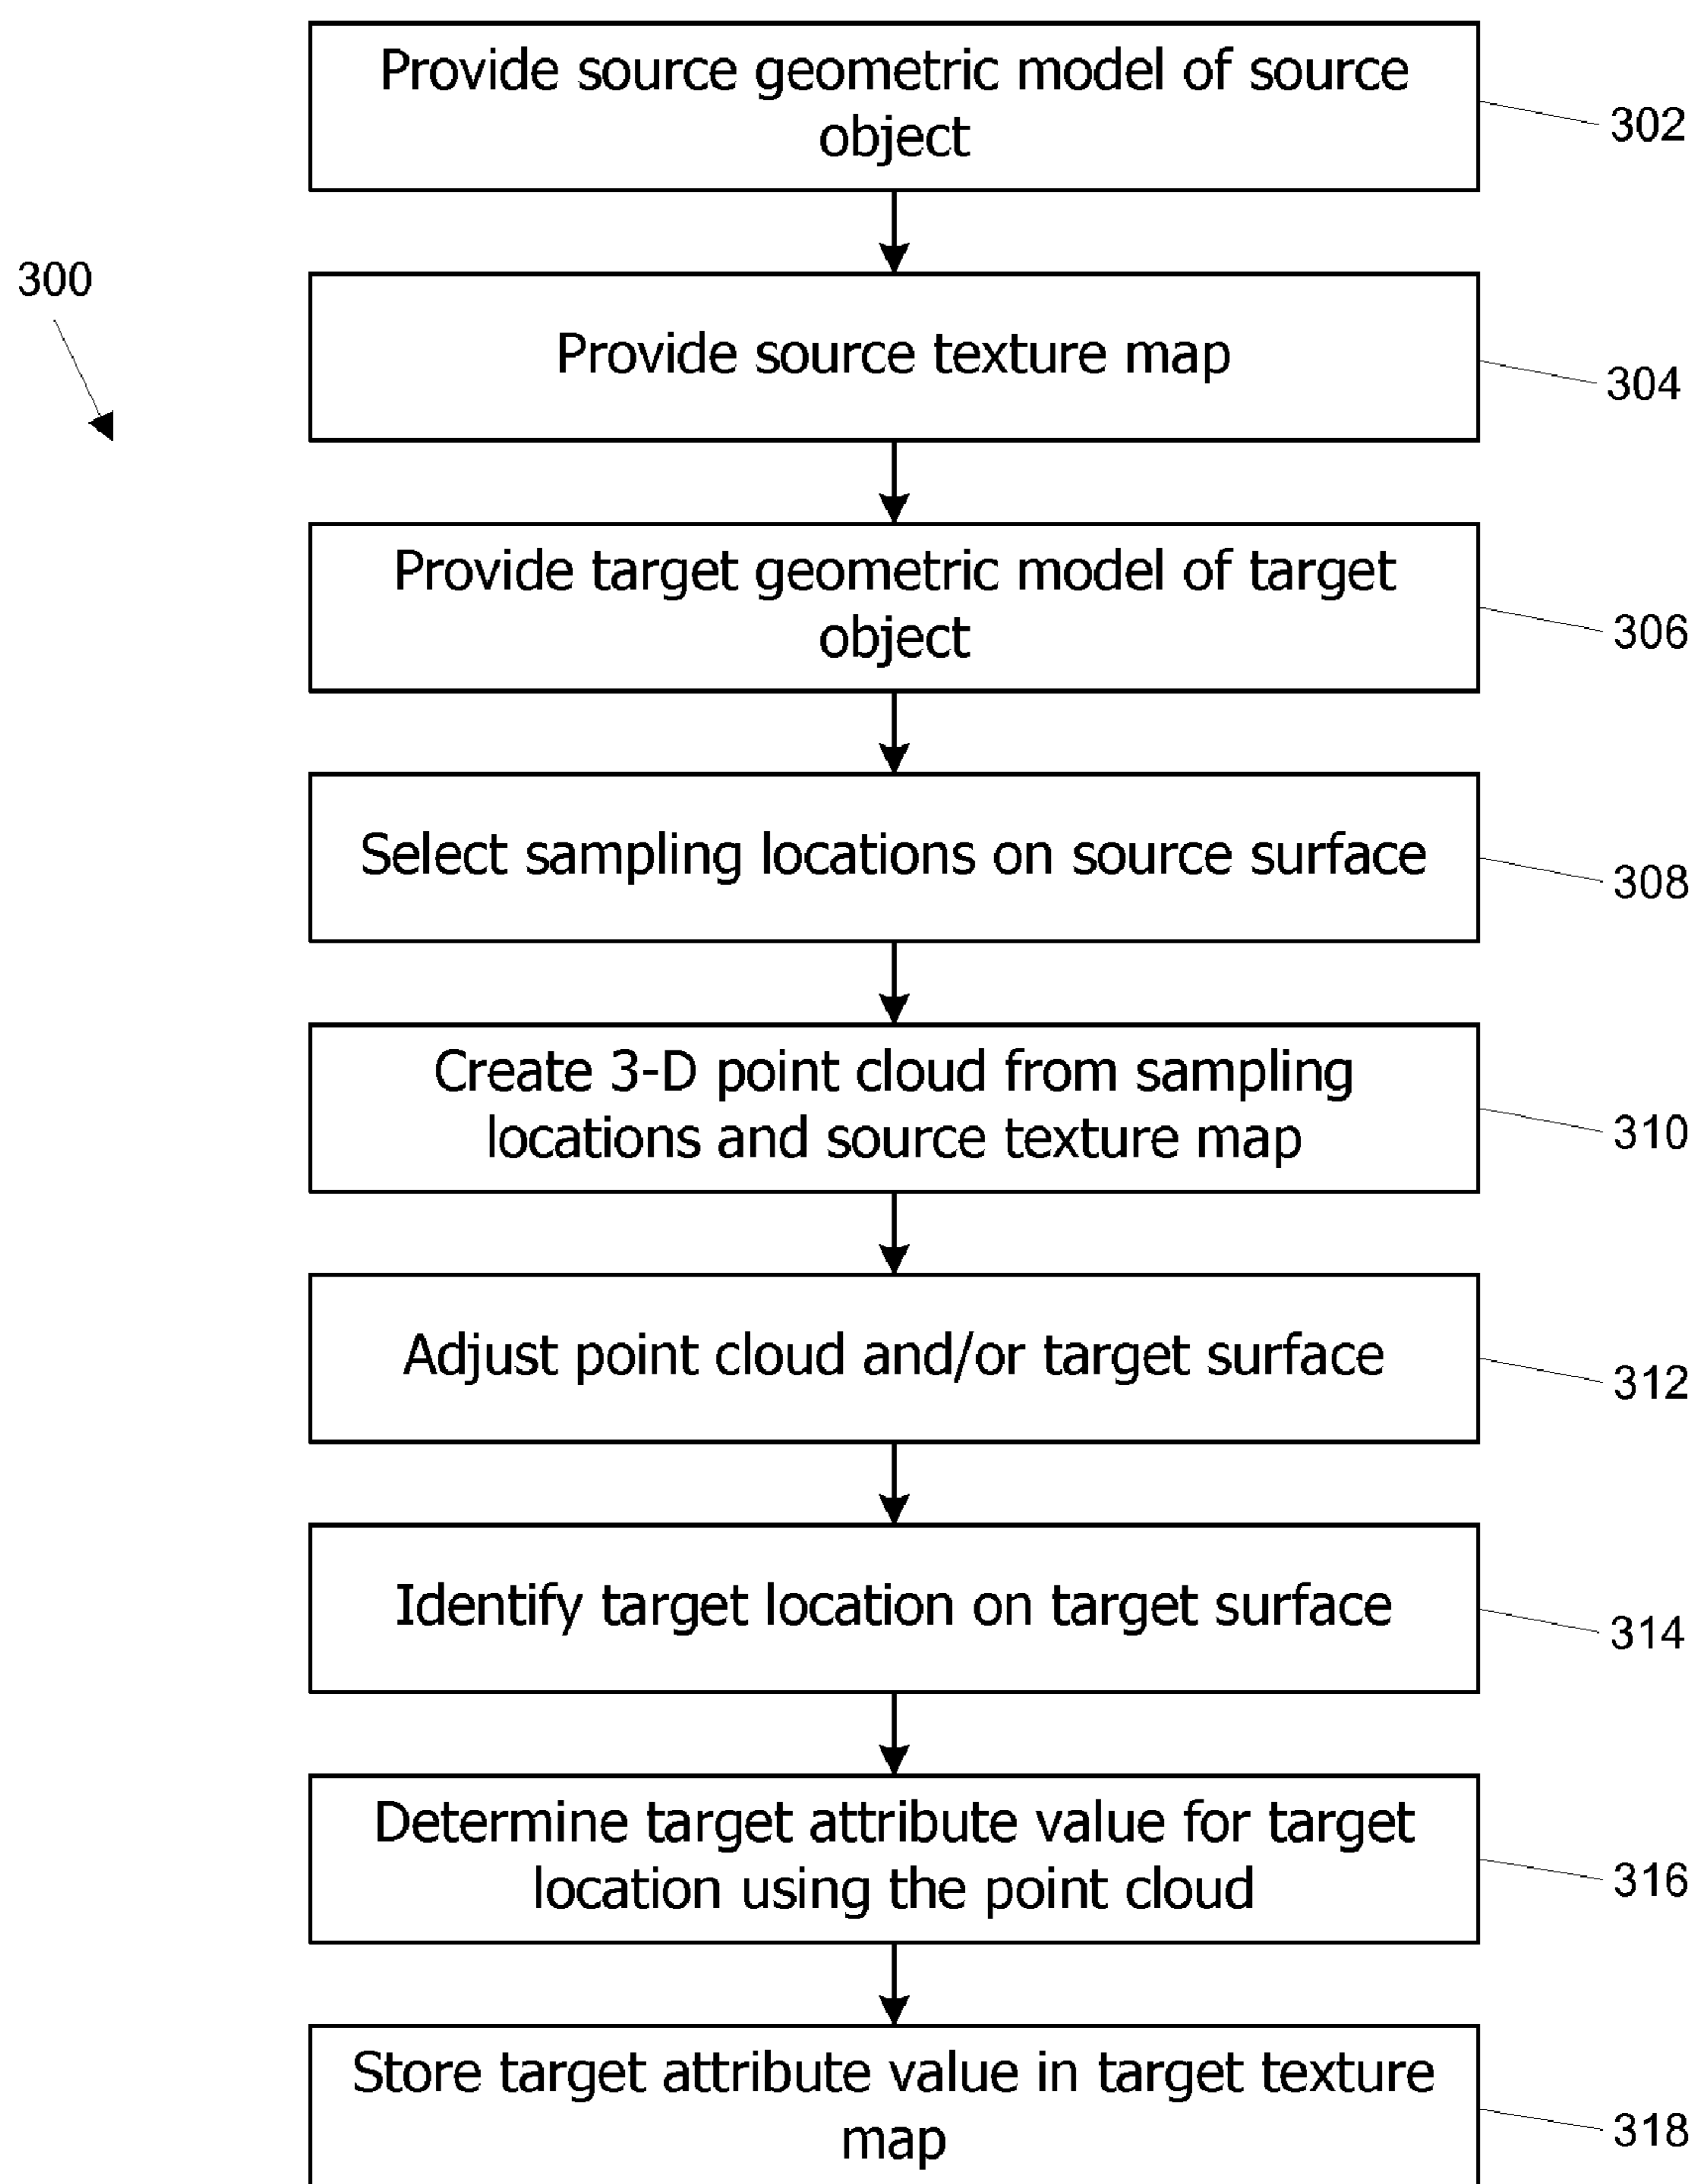 Provide source geometric model of source
object
302
300
Provide source texture map
304
Provide target geometric model of target
object
306
Select sampling locations on source surface
308
Create 3-D point cloud from sampling
locations and source texture map
310
Adjust point cloud and/or target surface
312
Identify target location on target surface
314
Determine target attribute value for target
location using the point cloud
316
Store target attribute value in target texture
map
318